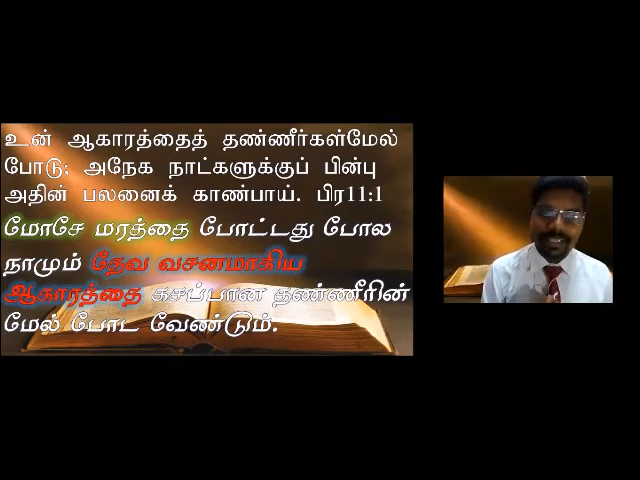 உன் ஆகாரத்தைத் தண்ணீர்கள்மேல்
போடு; அநேக நாட்களுக்குப் பின்பு
அதின் பலனைக் காண்பாய். பிர11:1
மோசே மரத்தை போட்டது போல
நாமும் தேவ வசனமாகிய
ஆகாரத்தை கசப்பான தண்ணீரின்
மேல் போட வேண்டும்.